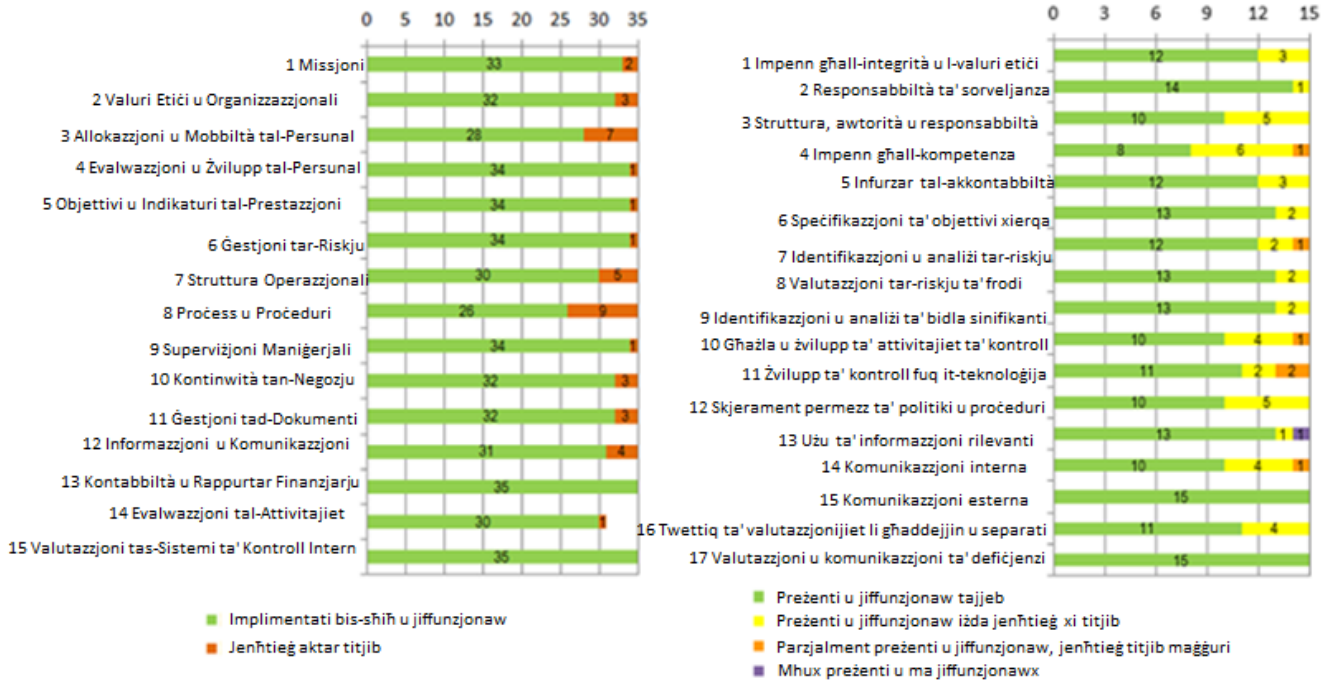 0 5 10 15 20 25 30 35
1 Missjoni 33 2
2 Valuri Etiċi u Organizzazzjonali 32 3
3 Allokazzjoni u Mobbiltà tal-Persunal 28 7
4 Evalwazzjoni u Żvilupp tal-Persunal 34 1
5 Objettivi u Indikaturi tal-Prestazzjoni 34 1
6 Ġestjoni tar-Riskju 34 1
7 Struttura Operazzjonali 30 5
8 Proċess u Proċeduri 26 9
9 Superviżjoni Maniġerjali 34 1
10 Kontinwità tan-Negozju 32 3
11 Ġestjoni tad-Dokumenti 32 3
12 Informazzjoni u Komunikazzjoni 31 4
13 Kontabbiltà u Rappurtar Finanzjarju 35
14 Evalwazzjoni tal-Attivitajiet 30 1
15 Valutazzjoni tas-Sistemi ta' Kontroll Intern 35
Implimentati bis-sħiħ u jiffunzjonaw
Jenħtieġ aktar titjib
0 3 6 9 12 15
1 Impenn għall-integrità u l-valuri etiċi 12 3
2 Responsabbiltà ta' sorveljanza 14 1
3 Struttura, awtorità u responsabbiltà 10 5
4 Impenn għall-kompetenza 8 6 1
5 Infurzar tal-akkontabbiltà 12 3
6 Speċifikazzjoni ta' objettivi xierqa 13 2
7 Identifikazzjoni u analiżi tar-riskju 12 2 1
8 Valutazzjoni tar-riskju ta' frodi 13 2
9 Identifikazzjoni u analiżi ta' bidla sinifikanti 13 2
10 Għażla u żvilupp ta' attivitajiet ta' kontroll 10 4 1
11 Żvilupp ta' kontroll fuq it-teknoloġija 11 2 2
12 Skjerament permezz ta' politiki u proċeduri 10 5
13 Użu ta' informazzjoni rilevanti 13 1 1
14 Komunikazzjoni interna 10 4 1
15 Komunikazzjoni esterna 15
16 Twettiq ta' valutazzjonijiet li għaddejjin u separati 11 4
17 Valutazzjoni u komunikazzjoni ta' defiċjenzi 15
Preżenti u jiffunzjonaw tajjeb
Preżenti u jiffunzjonaw iżda jenħtieġ xi titjib
Parzjalment preżenti u jiffunzjonaw, jenħtieġ titjib maġġuri
Mhux preżenti u ma jiffunzjonawx